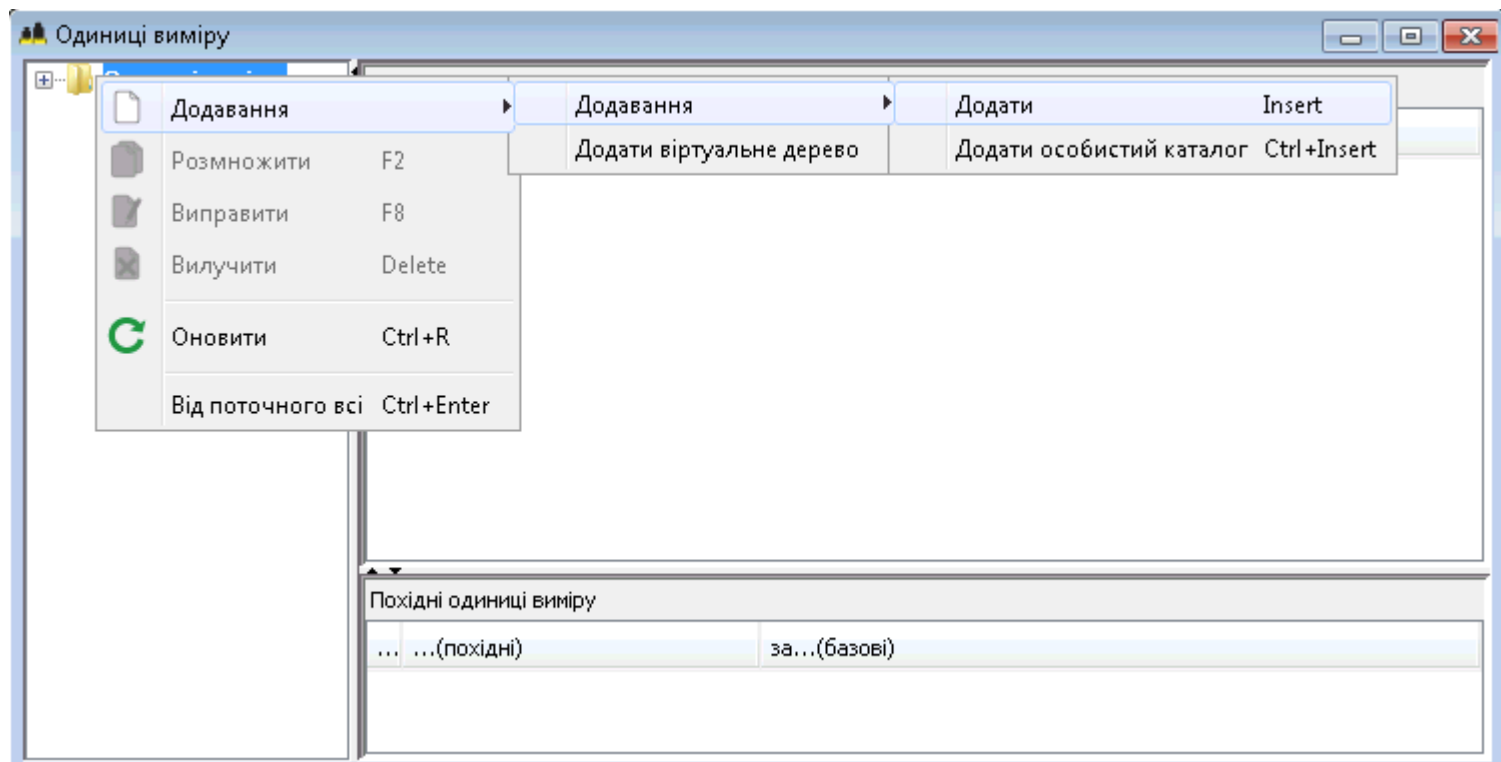 Одиниці виміру
Додавання
Розмножити F2
Виправити F8
Вилучити Delete
Оновити Ctrl+R
Від поточного всі Ctrl+Enter
Додавання
Додати віртуальне дерево
Додати Insert
Додати особистий каталог Ctrl+Insert
Похідні одиниці виміру
... ...(похідні) за...(базові)